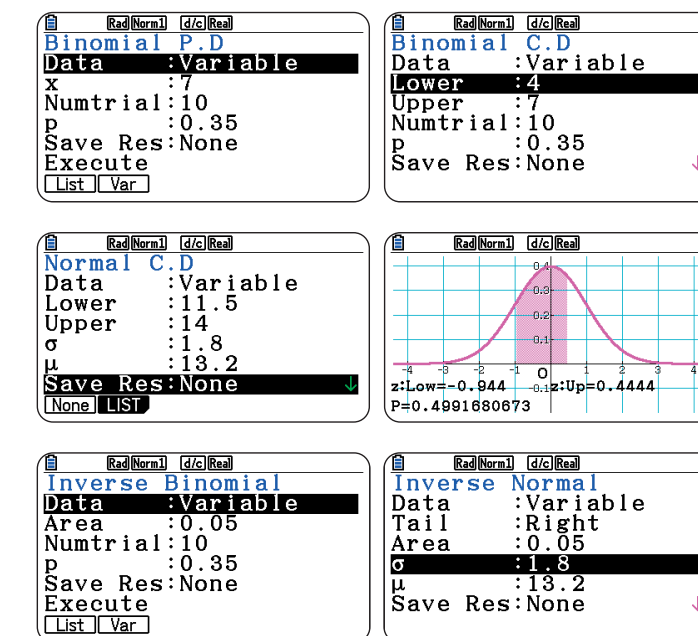 Rad Norm1 d/c Real
Binomial P.D
Data :Variable
x :7
Numtrial:10
p :0.35
Save Res:None
Execute
List Var
Rad Norm1 d/c Real
Binomial C.D
Data :Variable
Lower :4
Upper :7
Numtrial:10
p :0.35
Save Res:None
Rad Norm1 d/c Real
Normal C.D
Data :Variable
Lower :11.5
Upper :14
σ :1.8
μ :13.2
Save Res:None
None LIST
Rad Norm1 d/c Real
0.4
0.3
0.2
0.1
-4 -3 -2 -1 O 1 2 3 4
z:Low=-0.944 -0.1 z:Up=0.4444
P=0.4991680673
Rad Norm1 d/c Real
Inverse Binomial
Data :Variable
Area :0.05
Numtrial:10
p :0.35
Save Res:None
Execute
List Var
Rad Norm1 d/c Real
Inverse Normal
Data :Variable
Tail :Right
Area :0.05
σ :1.8
μ :13.2
Save Res:None